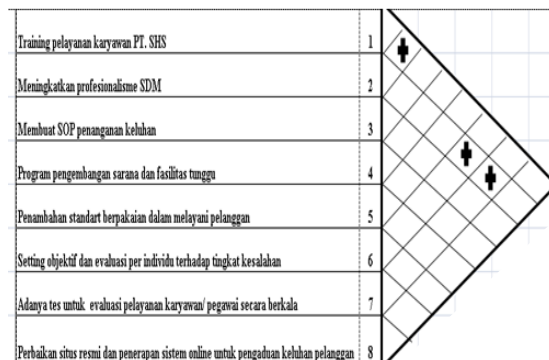 Training pelayanan karyawan PT. SHS 1
Meningkatkan profesionalisme SDM 2
Membuat SOP penanganan keluhan 3
Program pengembangan sarana dan fasilitas tunggu 4
Penambahan standart berpakaian dalam melayani pelanggan 5
Setting objektif dan evaluasi per individu terhadap tingkat kesalahan 6
Adanya tes untuk evaluasi pelayanan karyawan/ pegawai secara berkala 7
Perbaikan situs resmi dan penerapan sistem online untuk pengaduan keluhan pelanggan 8